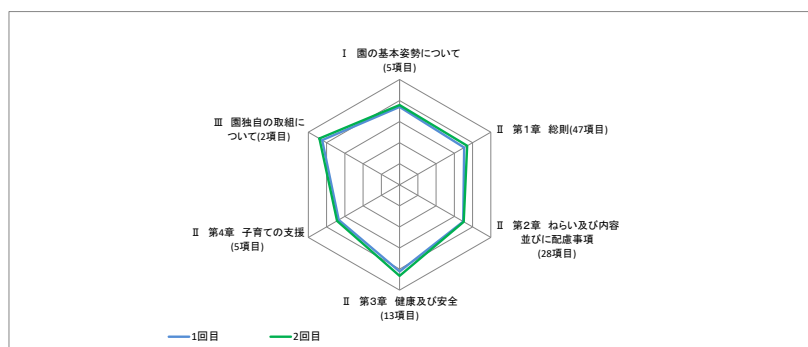 Ⅰ　園の基本姿勢について
(5項目)
Ⅱ　第1章　総則(47項目)
Ⅱ　第２章　ねらい及び内容
並びに配慮事項
(28項目)
Ⅱ　第３章　健康及び安全
(13項目)
Ⅱ　第4章　子育ての支援
(5項目)
Ⅲ　園独自の取組に
ついて(2項目)
1回目
2回目